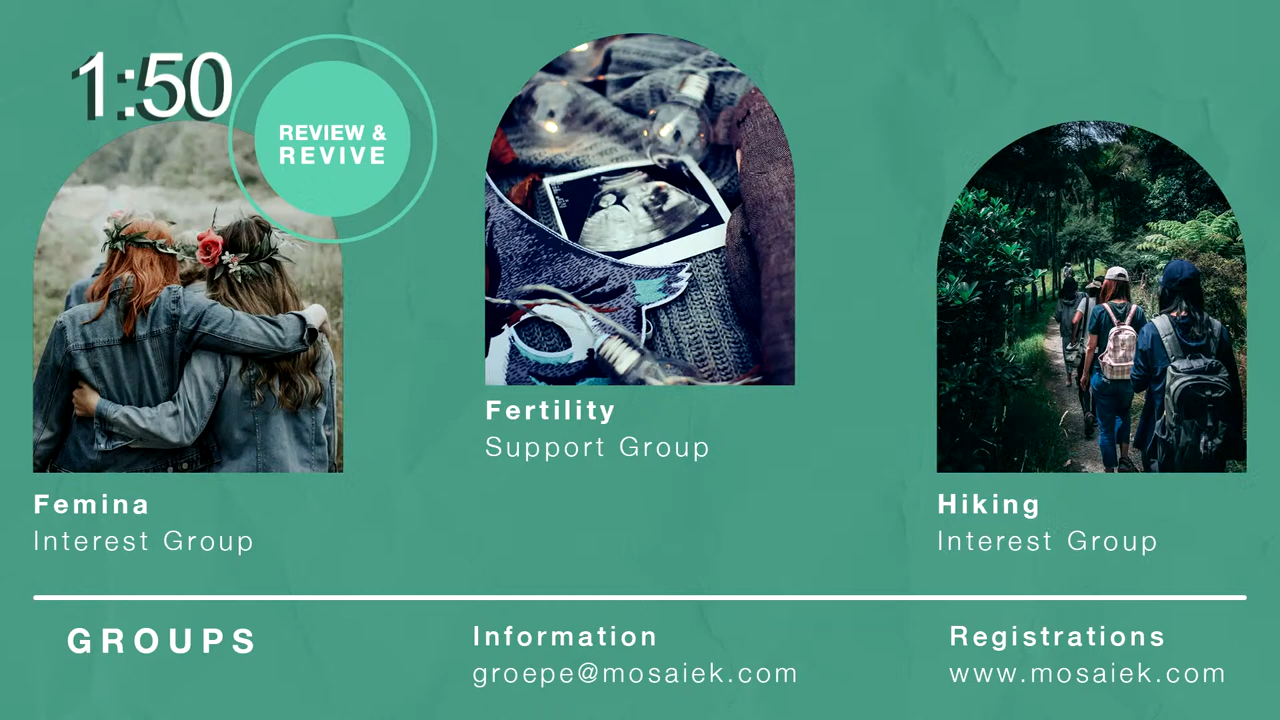 1:50
REVIEW &
REVIVE
Femina
Interest Group
Fertility
Support Group
Hiking
Interest Group
GROUPS
Information
groepe@mosaiek.com
Registrations
www.mosaiek.com